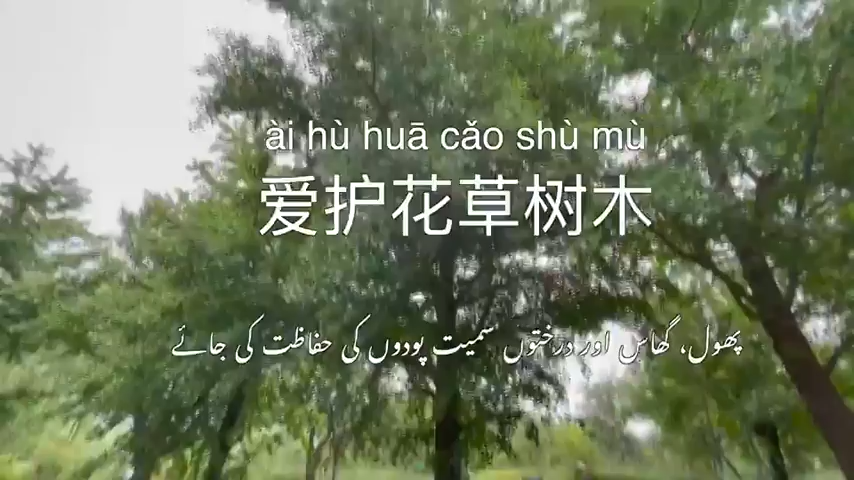 ài hù huā cǎo shù mù
爱护花草树木
پھول، گھاس اور درختوں سمیت پودوں کی حفاظت کی جائے